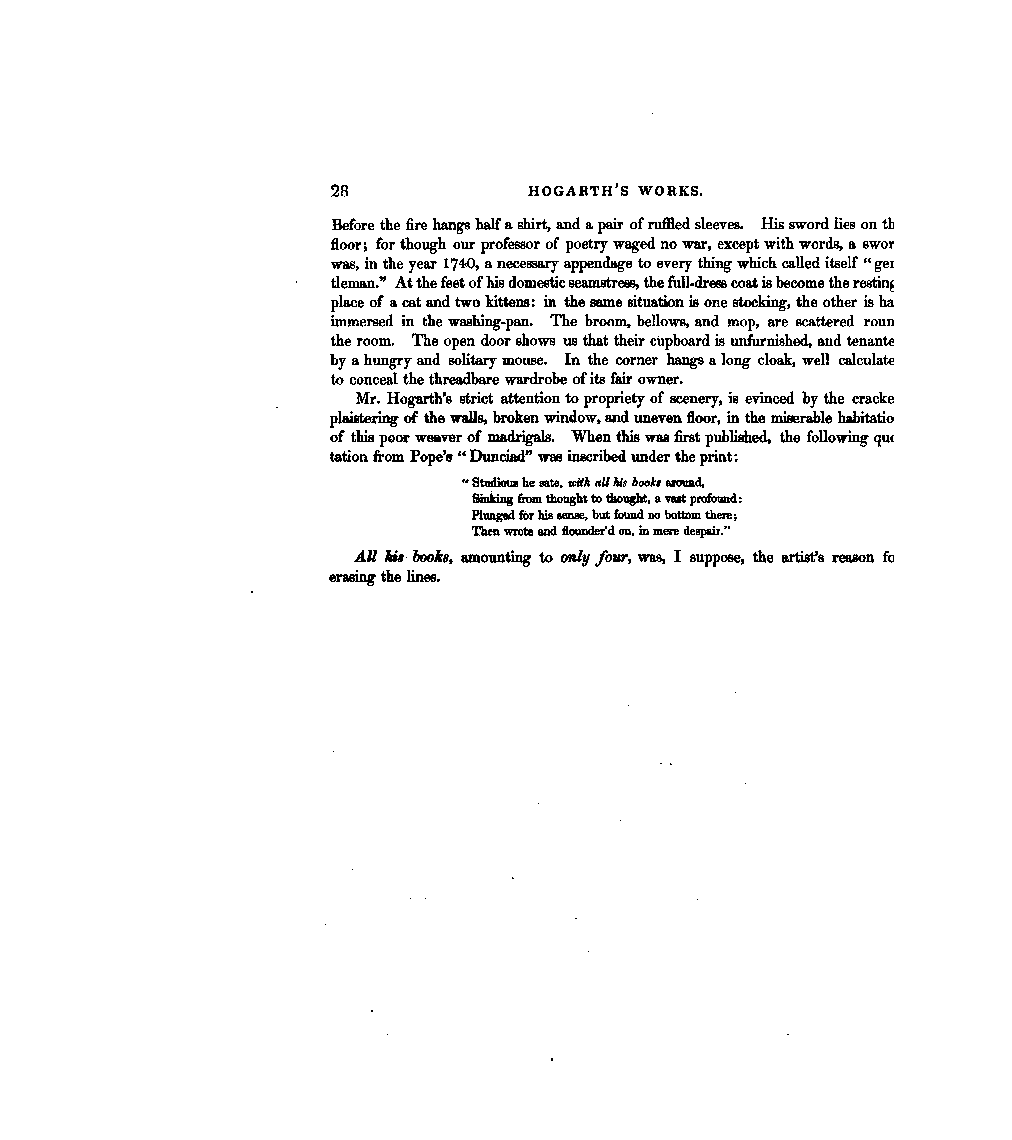 28 HOGARTH'S WORKS.
Before the fire hangs half a shirt, and a pair of ruffled sleeves. His sword lies on th
floor; for though our professor of poetry waged no war, except with words, a swor
was, in the year 1740, a necessary appendage to every thing which called itself "gen
tleman." At the feet of his domestic seamstress, the full-dress coat is become the resting
place of a cat and two kittens: in the same situation is one stocking, the other is ha
immersed in the washing-pan. The broom, bellows, and mop, are scattered roun
the room. The open door shows us that their cupboard is unfurnished, and tenante
by a hungry and solitary mouse. In the corner hangs a long cloak, well calculate
to conceal the threadbare wardrobe of its fair owner.
Mr. Hogarth's strict attention to propriety of scenery, is evinced by the cracke
plaistering of the walls, broken window, and uneven floor, in the miserable habitatio
of this poor weaver of madrigals. When this was first published, the following quo
tation from Pope's "Dunciad" was inscribed under the print:
"Studious he sate, with all his books around,
Sinking from thought to thought, a vast profound:
Plunged for his sense, but found no bottom there;
Then wrote and flounder'd on, in mere despair."
All his books, amounting to only four, was, I suppose, the artist's reason fo
erasing the lines.